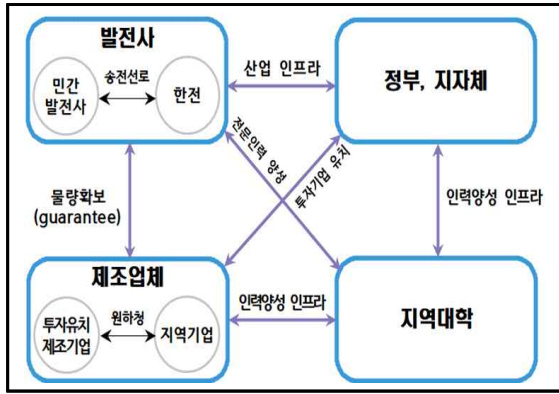 발전사
민간
발전사
송전선로
한전
산업 인프라
정부, 지자체
전문인력 양성
투자기업 유치
물량확보
(guarantee)
인력양성 인프라
제조업체
투자유치
제조기업
원하청
지역기업
인력양성 인프라
지역대학